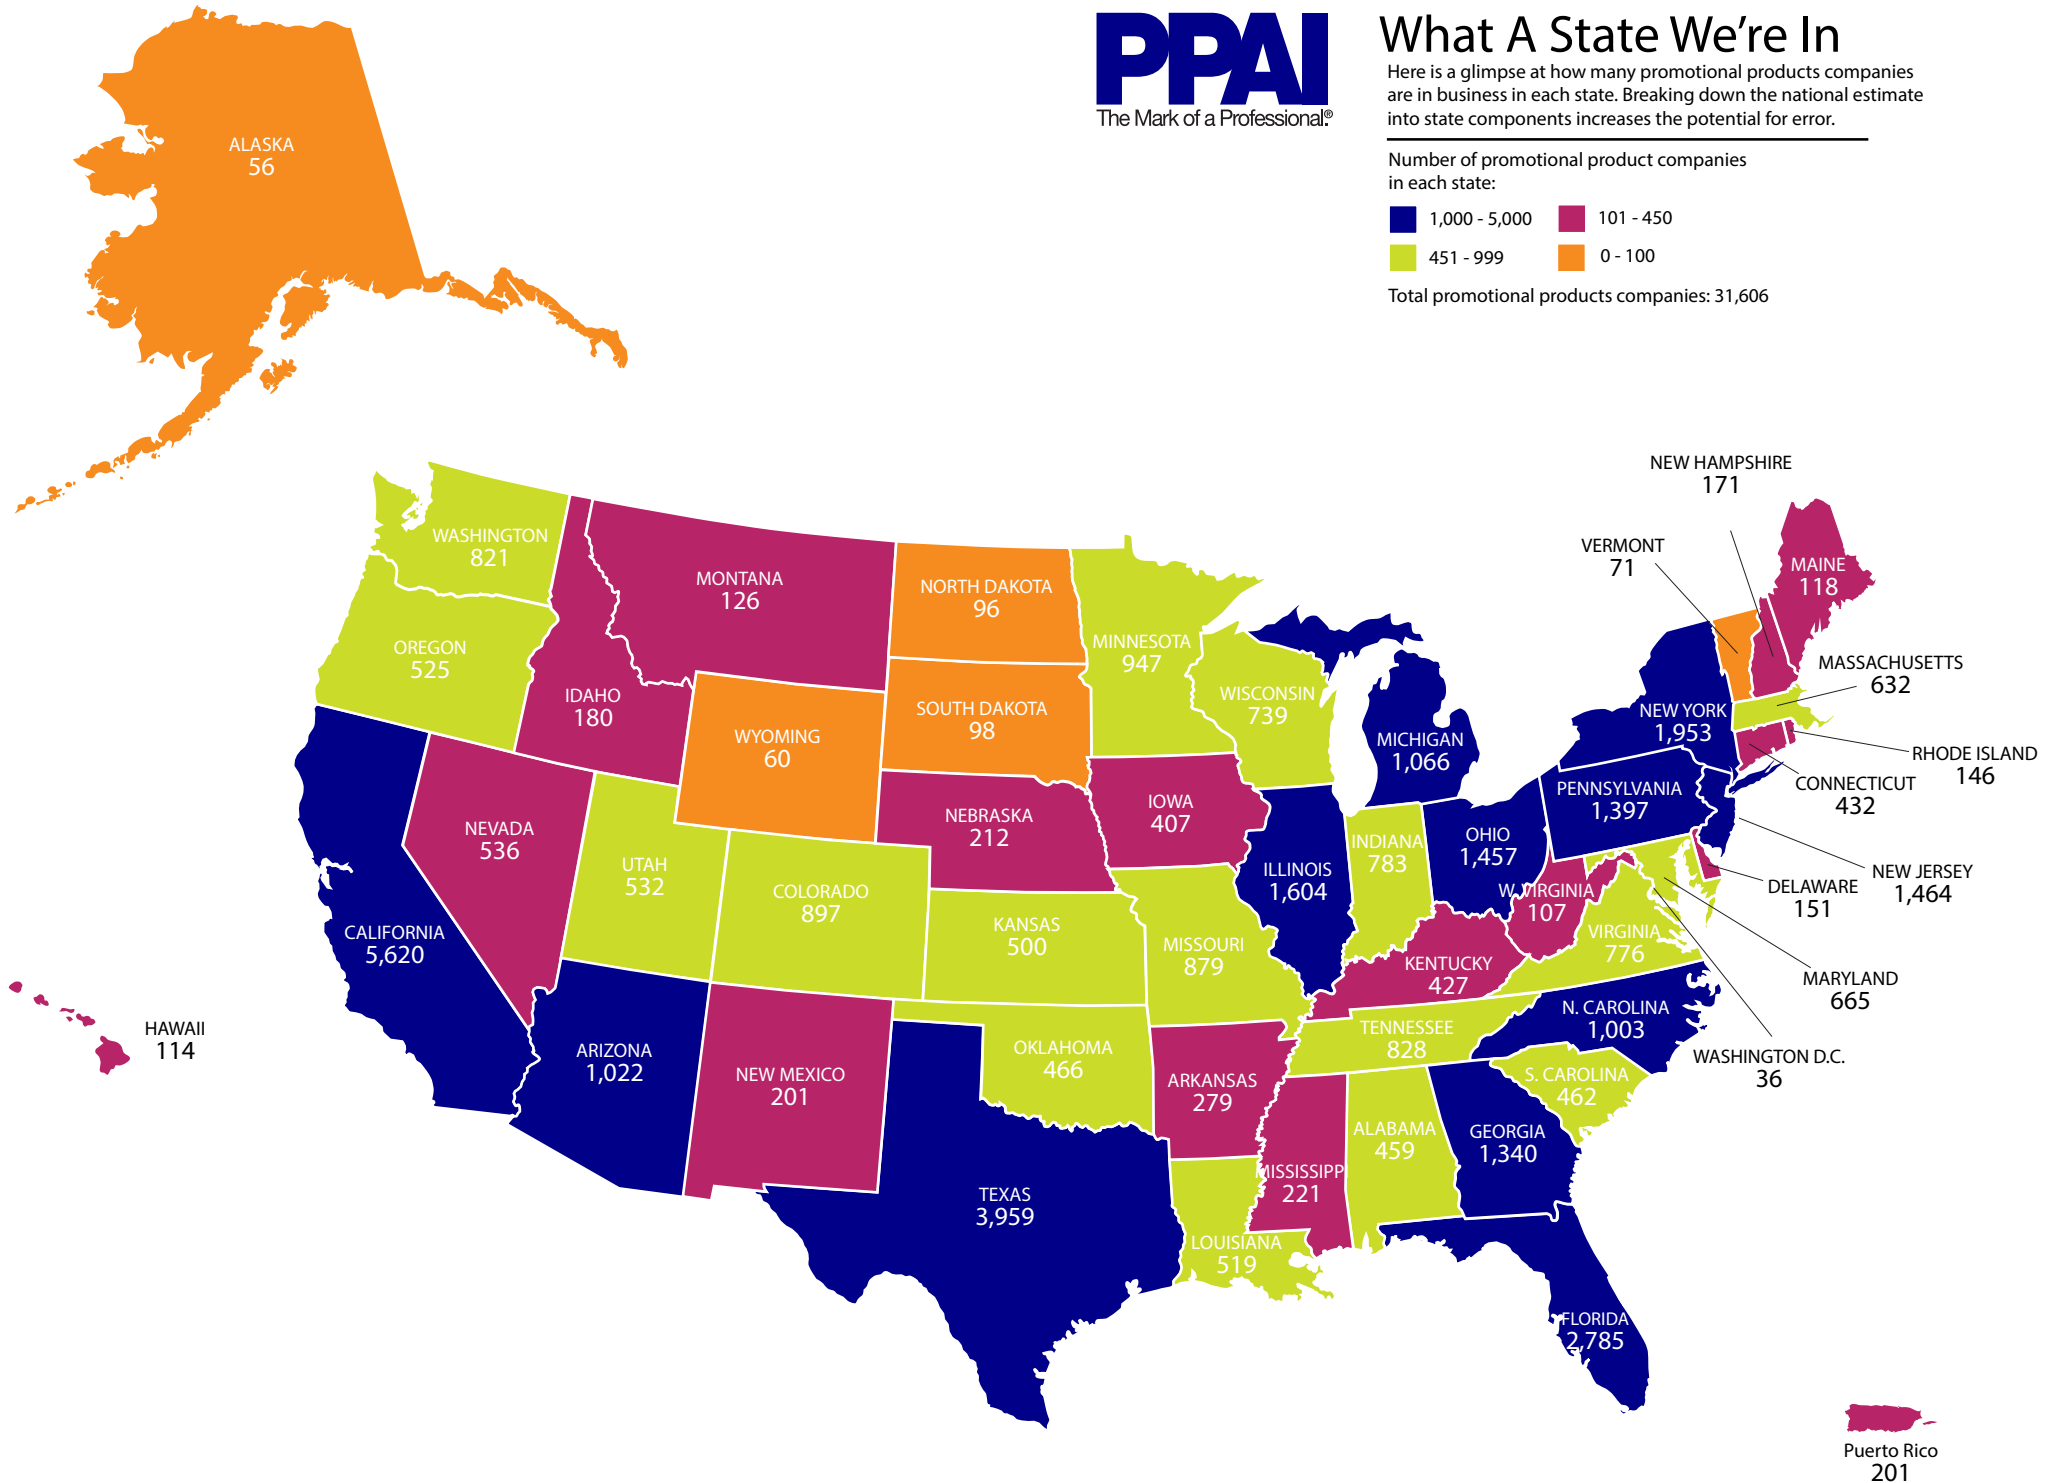 PPAI
The Mark of a Professional.®
What A State We're In
Here is a glimpse at how many promotional products companies
are in business in each state. Breaking down the national estimate
into state components increases the potential for error.
Number of promotional product companies
in each state:
1,000 - 5,000
101 - 450
451 - 999
0 - 100
Total promotional products companies: 31,606
ALASKA
56
NEW HAMPSHIRE
171
VERMONT
71
MAINE
118
WASHINGTON
821
MONTANA
126
NORTH DAKOTA
96
MINNESOTA
947
OREGON
525
IDAHO
180
WYOMING
60
SOUTH DAKOTA
98
WISCONSIN
739
MICHIGAN
1,066
NEW YORK
1,953
MASSACHUSETTS
632
RHODE ISLAND
146
CONNECTICUT
432
PENNSYLVANIA
1,397
NEW JERSEY
1,464
DELAWARE
151
NEVADA
536
UTAH
532
COLORADO
897
NEBRASKA
212
IOWA
407
ILLINOIS
1,604
INDIANA
783
OHIO
1,457
W. VIRGINIA
107
VIRGINIA
776
MARYLAND
665
WASHINGTON D.C.
36
CALIFORNIA
5,620
KANSAS
500
MISSOURI
879
KENTUCKY
427
N. CAROLINA
1,003
TENNESSEE
828
S. CAROLINA
462
HAWAII
114
ARIZONA
1,022
NEW MEXICO
201
OKLAHOMA
466
ARKANSAS
279
MISSISSIPPI
221
ALABAMA
459
GEORGIA
1,340
TEXAS
3,959
LOUISIANA
519
FLORIDA
2,785
Puerto Rico
201